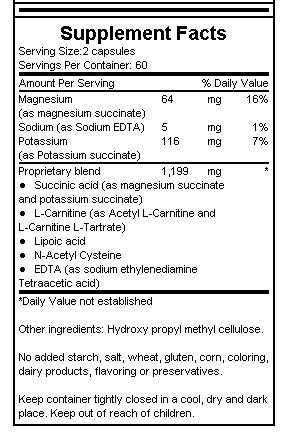 Supplement Facts
Serving Size:2 capsules
Servings Per Container: 60
Amount Per Serving % Daily Value
Magnesium 64 mg 16%
(as magnesium succinate)
Sodium (as Sodium EDTA) 5 mg 1%
Potassium 116 mg 7%
(as Potassium succinate)
Proprietary blend 1,199 mg *
● Succinic acid (as magnesium succinate
and potassium succinate)
● L-Carnitine (as Acetyl L-Carnitine and
L-Carnitine L-Tartrate)
● Lipoic acid
● N-Acetyl Cysteine
● EDTA (as sodium ethylenediamine
Tetraacetic acid)
*Daily Value not established
Other ingredients: Hydroxy propyl methyl cellulose.
No added starch, salt, wheat, gluten, corn, coloring,
dairy products, flavoring or preservatives.
Keep container tightly closed in a cool, dry and dark
place. Keep out of reach of children.